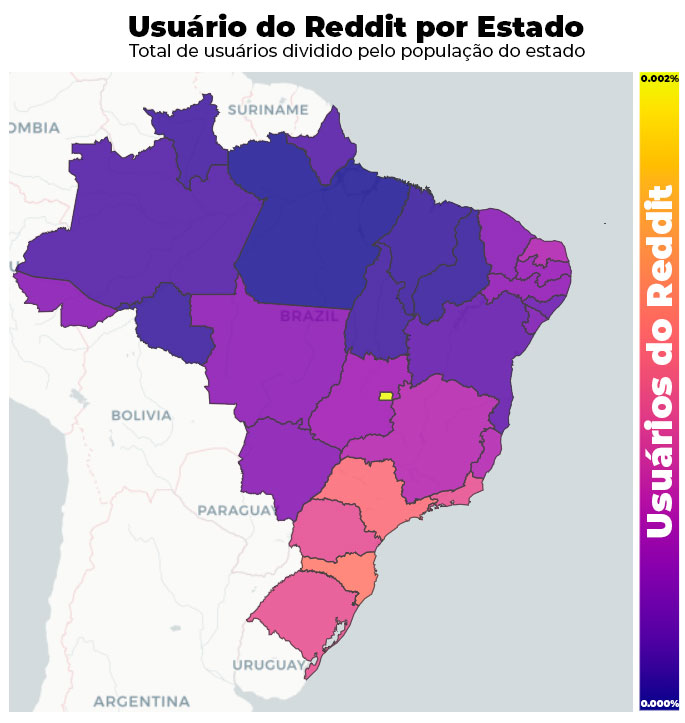 Usuário do Reddit por Estado
Total de usuários dividido pelo população do estado
0.002%
SURINAME
OMBIA
U
BRAZIL
BOLIVIA
PARAGUAY
URUGUAY
ARGENTINA
Usuários do Reddit
0.000%